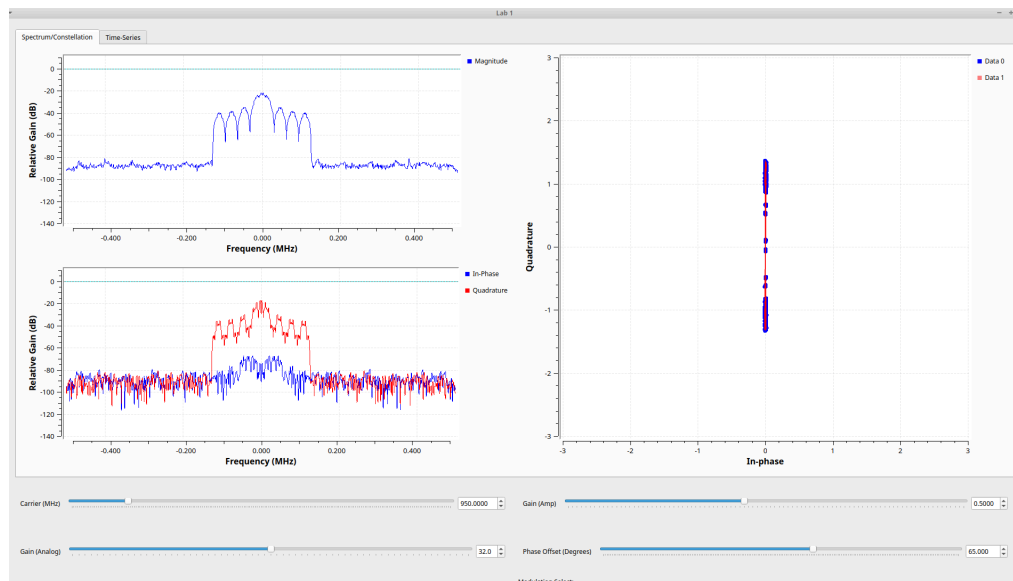 Lab 1
Spectrum/Constellation
Time-Series
0
-20
-40
-60
-80
-100
-120
-140
Relative Gain (dB)
-0.400
-0.200
0.000
0.200
0.400
Frequency (MHz)
Magnitude
0
-20
-40
-60
-80
-100
-120
-140
Relative Gain (dB)
-0.400
-0.200
0.000
0.200
0.400
Frequency (MHz)
In-Phase
Quadrature
3
2
1
0
-1
-2
-3
Quadrature
-3
-2
-1
0
1
2
3
In-phase
Data 0
Data 1
Carrier (MHz)
950.0000
Gain (Amp)
0.5000
Gain (Analog)
32.0
Phase Offset (Degrees)
65.000